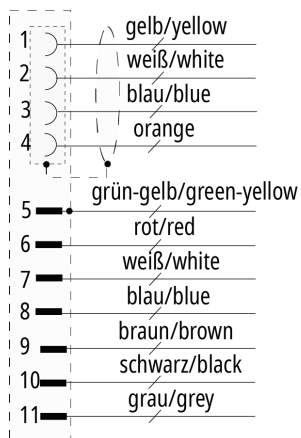 1 gelb/yellow
2 weiß/white
3 blau/blue
4 orange
5 grün-gelb/green-yellow
6 rot/red
7 weiß/white
8 blau/blue
9 braun/brown
10 schwarz/black
11 grau/grey